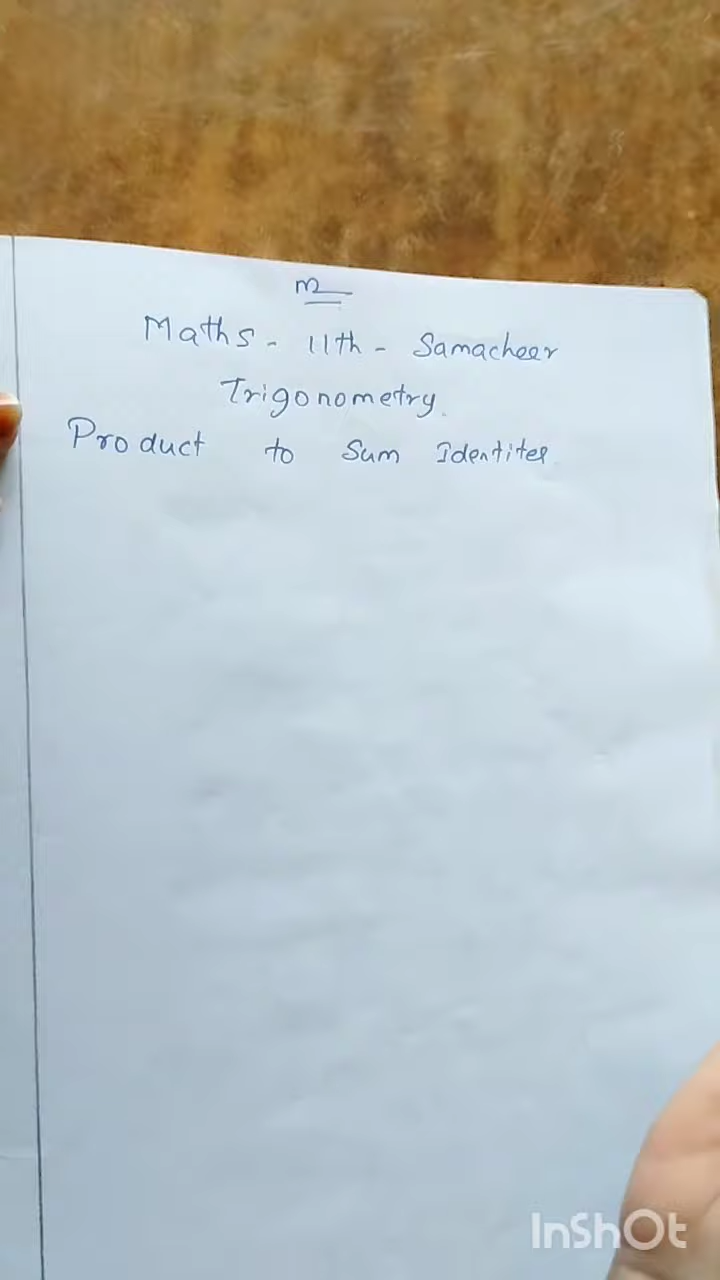 Maths - 11th - Samacheer
Trigonometry.
Product to Sum Identites
InShOt